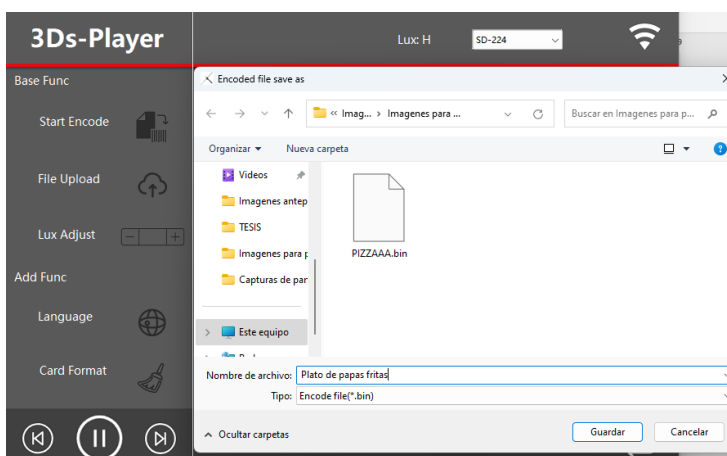 3Ds-Player
Lux: H
SD-224
Base Func
Start Encode
File Upload
Lux Adjust
Add Func
Language
Card Format
Encoded file save as
« Imag... › Imagenes para ...
Buscar en Imagenes para p...
Organizar
Nueva carpeta
Videos
Imagenes antep
TESIS
Imagenes para p
Capturas de par
Este equipo
PIZZAAA.bin
Nombre de archivo: Plato de papas fritas
Tipo: Encode file(*.bin)
Ocultar carpetas
Guardar
Cancelar